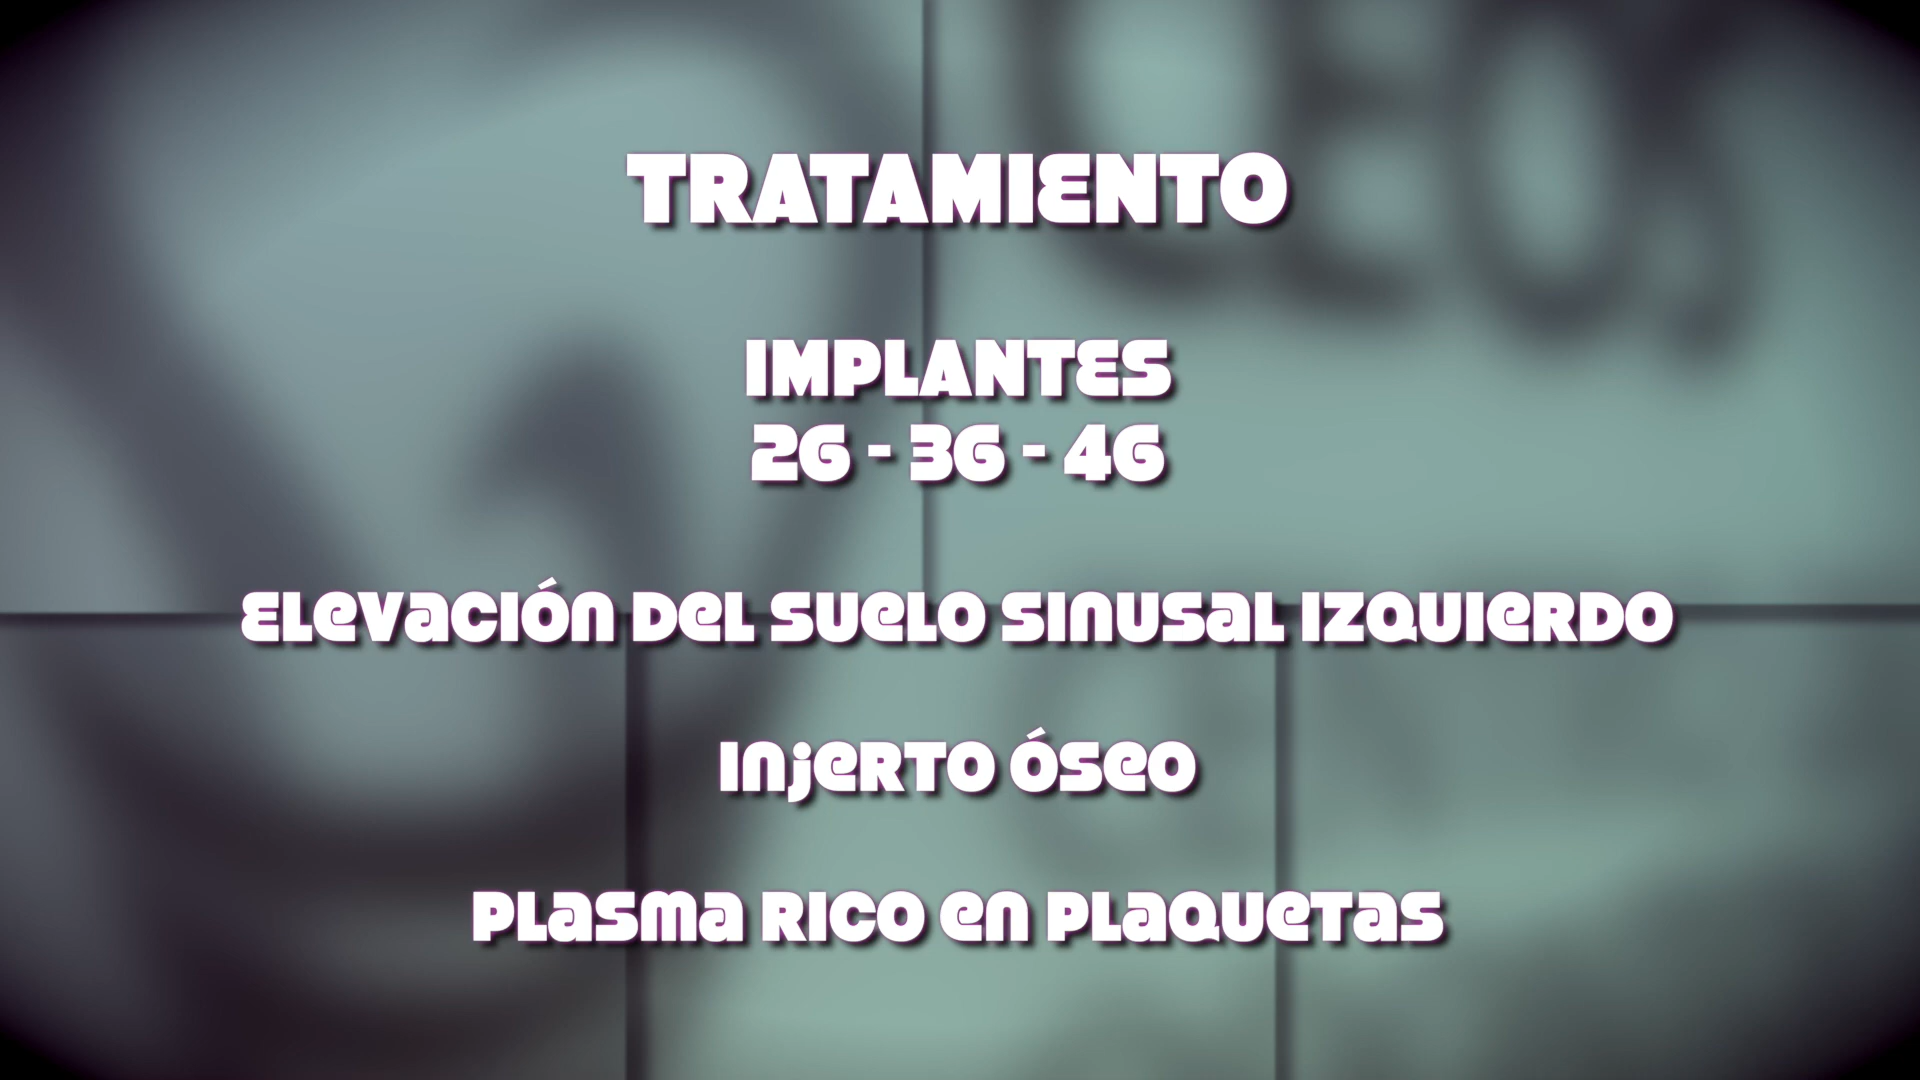 TRATAMIENTO
IMPLANTES
26 - 36 - 46
Elevación del suelo sinusal izquierdo
Injerto óseo
Plasma rico en plaquetas